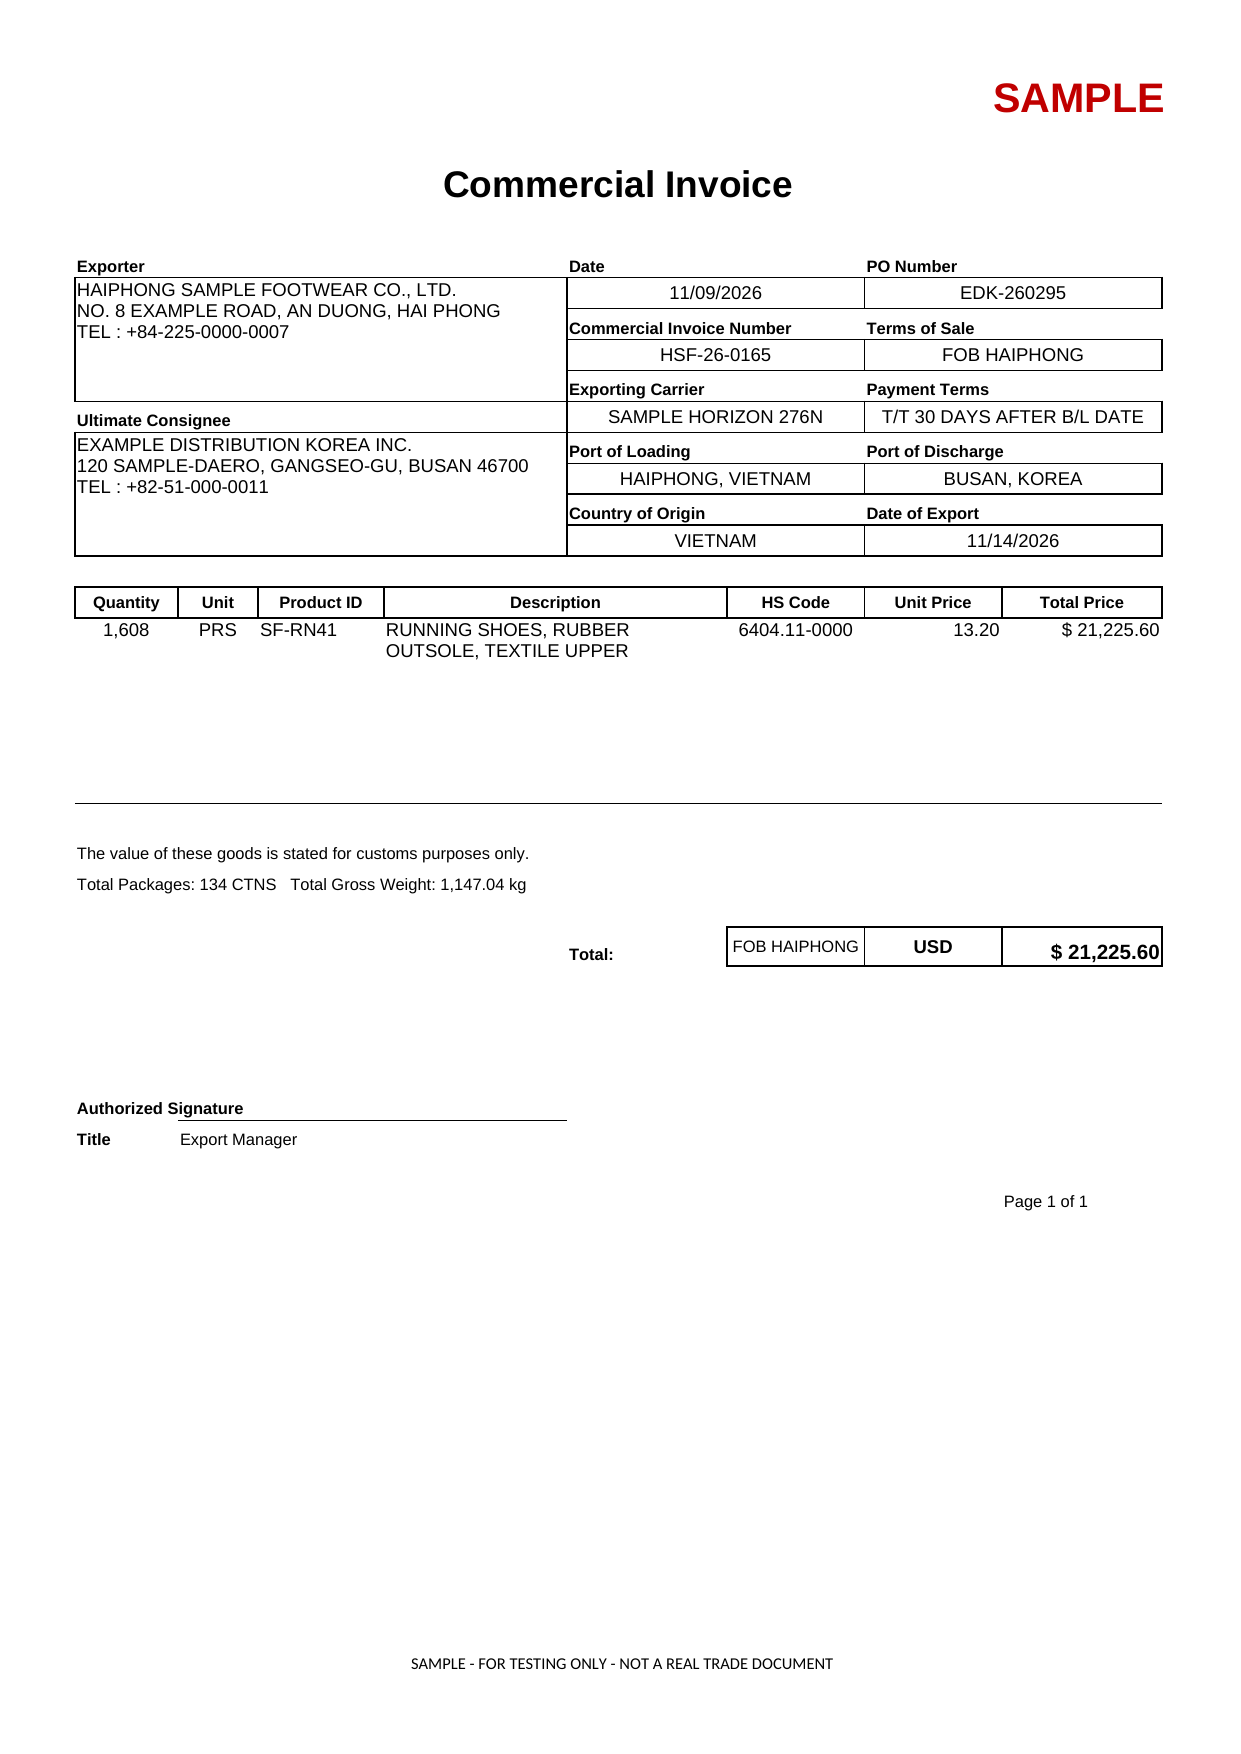 SAMPLE
Commercial Invoice
Exporter
Date
PO Number
HAIPHONG SAMPLE FOOTWEAR CO., LTD.
NO. 8 EXAMPLE ROAD, AN DUONG, HAI PHONG
TEL : +84-225-0000-0007
11/09/2026
EDK-260295
Commercial Invoice Number
Terms of Sale
HSF-26-0165
FOB HAIPHONG
Exporting Carrier
Payment Terms
SAMPLE HORIZON 276N
T/T 30 DAYS AFTER B/L DATE
Ultimate Consignee
EXAMPLE DISTRIBUTION KOREA INC.
120 SAMPLE-DAERO, GANGSEO-GU, BUSAN 46700
TEL : +82-51-000-0011
Port of Loading
Port of Discharge
HAIPHONG, VIETNAM
BUSAN, KOREA
Country of Origin
Date of Export
VIETNAM
11/14/2026
Quantity Unit Product ID Description HS Code Unit Price Total Price
1,608 PRS SF-RN41 RUNNING SHOES, RUBBER 6404.11-0000 13.20 $ 21,225.60
OUTSOLE, TEXTILE UPPER
The value of these goods is stated for customs purposes only.
Total Packages: 134 CTNS Total Gross Weight: 1,147.04 kg
Total: FOB HAIPHONG USD $ 21,225.60
Authorized Signature
Title Export Manager
Page 1 of 1
SAMPLE - FOR TESTING ONLY - NOT A REAL TRADE DOCUMENT